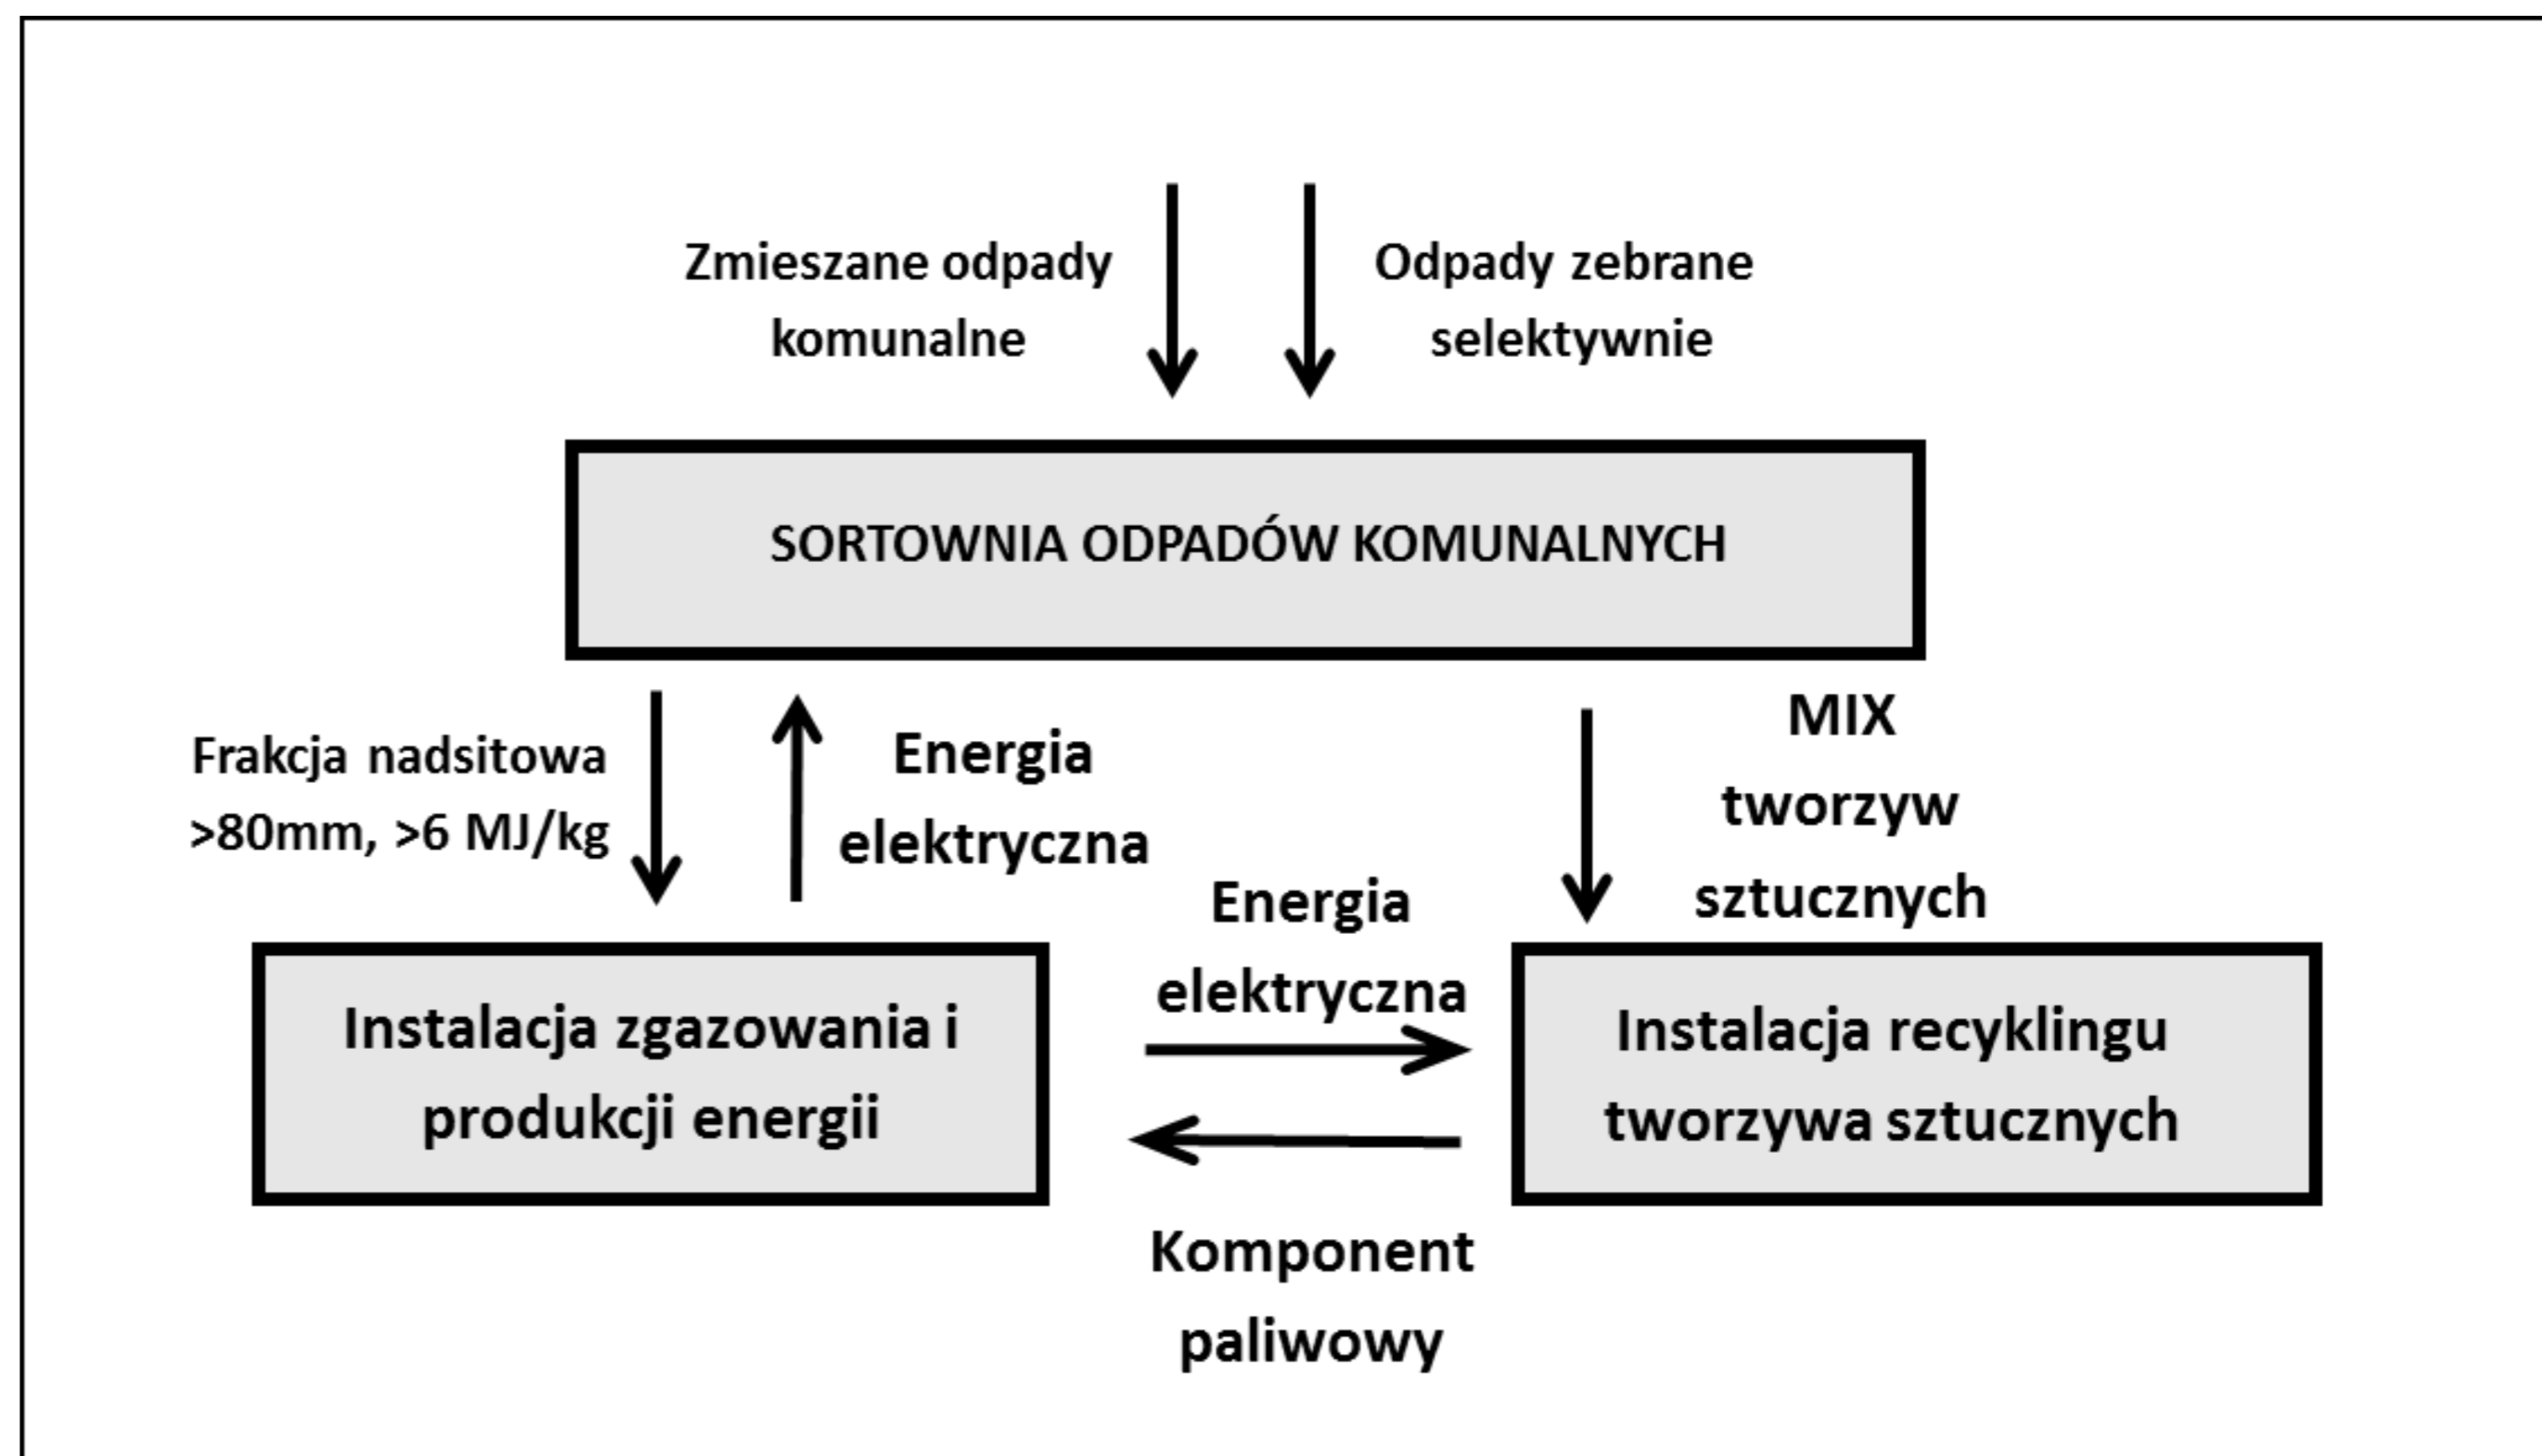 Zmieszane odpady
komunalne
Odpady zebrane
selektywnie
SORTOWNIA ODPADÓW KOMUNALNYCH
Frakcja nadsitowa
>80mm, >6 MJ/kg
Energia
elektryczna
MIX
tworzyw
sztucznych
Energia
elektryczna
Instalacja zgazowania i
produkcji energii
Instalacja recyklingu
tworzywa sztucznych
Komponent
paliwowy